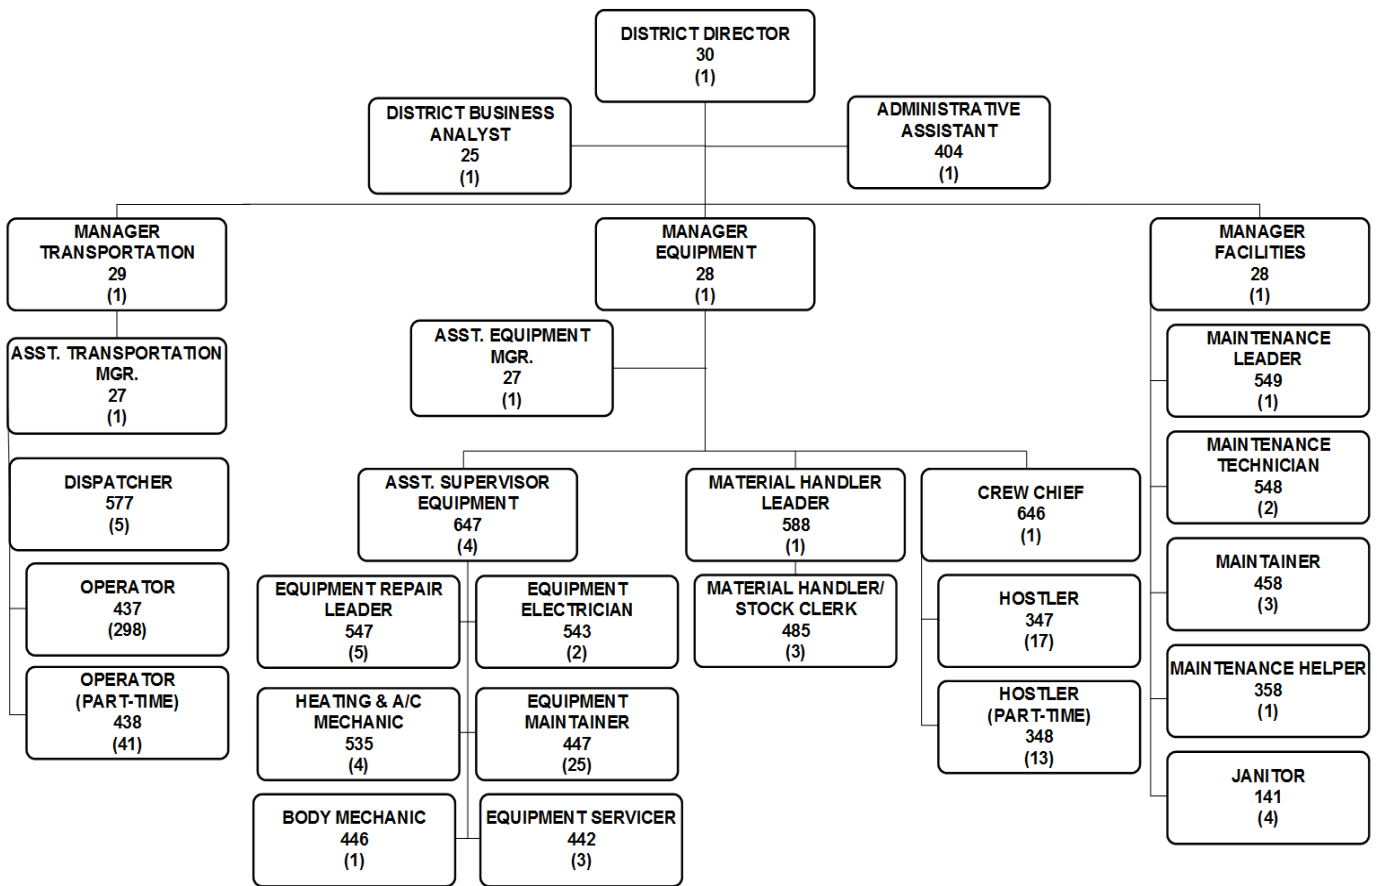 DISTRICT DIRECTOR
30
(1)
DISTRICT BUSINESS
ANALYST
25
(1)
ADMINISTRATIVE
ASSISTANT
404
(1)
MANAGER
TRANSPORTATION
29
(1)
MANAGER
EQUIPMENT
28
(1)
MANAGER
FACILITIES
28
(1)
ASST. TRANSPORTATION
MGR.
27
(1)
ASST. EQUIPMENT
MGR.
27
(1)
MAINTENANCE
LEADER
549
(1)
DISPATCHER
577
(5)
ASST. SUPERVISOR
EQUIPMENT
647
(4)
MATERIAL HANDLER
LEADER
588
(1)
CREW CHIEF
646
(1)
MAINTENANCE
TECHNICIAN
548
(2)
OPERATOR
437
(298)
EQUIPMENT REPAIR
LEADER
547
(5)
EQUIPMENT
ELECTRICIAN
543
(2)
MATERIAL HANDLER/
STOCK CLERK
485
(3)
HOSTLER
347
(17)
MAINTAINER
458
(3)
OPERATOR
(PART-TIME)
438
(41)
HEATING & A/C
MECHANIC
535
(4)
EQUIPMENT
MAINTAINER
447
(25)
HOSTLER
(PART-TIME)
348
(13)
MAINTENANCE HELPER
358
(1)
BODY MECHANIC
446
(1)
EQUIPMENT SERVICER
442
(3)
JANITOR
141
(4)